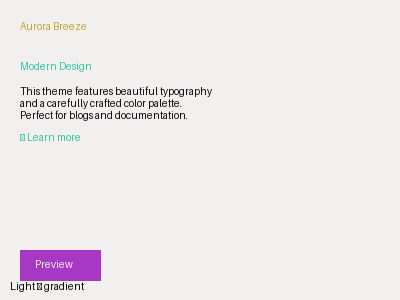 Aurora Breeze
Modern Design
This theme features beautiful typography
and a carefully crafted color palette.
Perfect for blogs and documentation.
Learn more
Preview
Light gradient